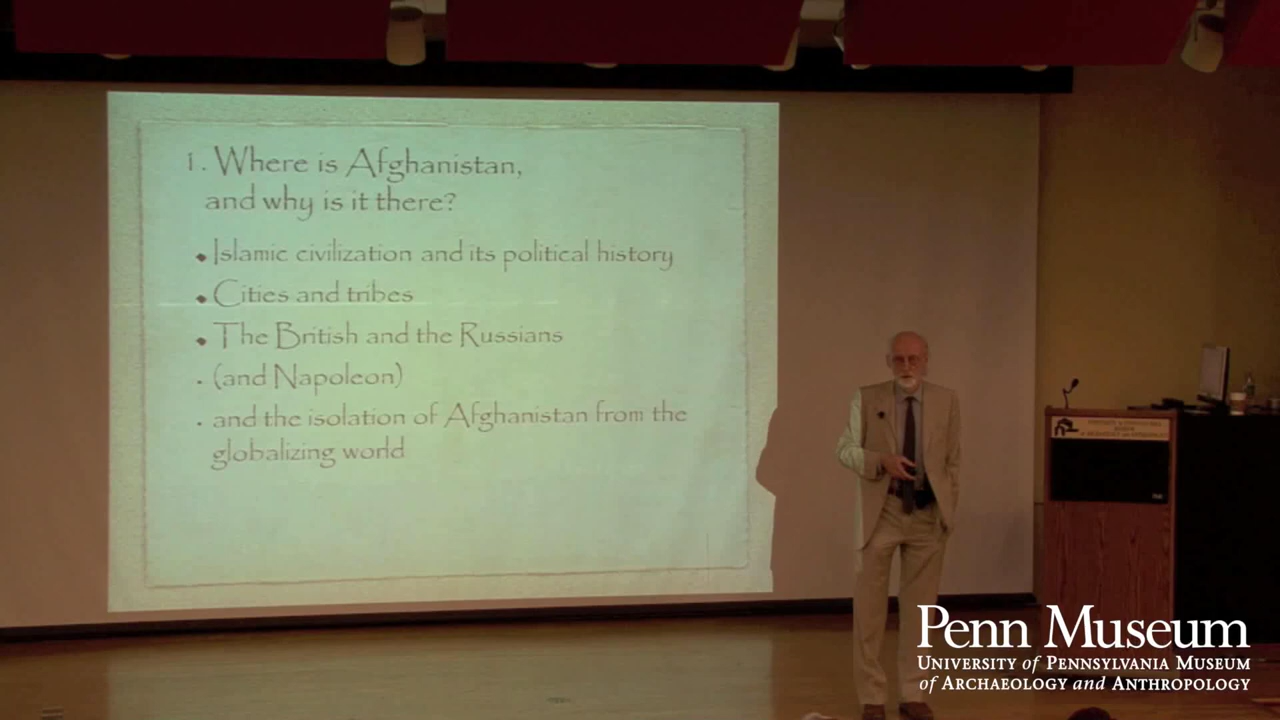 1. Where is Afghanistan,
and why is it there?
• Islamic civilization and its political history
• Cities and tribes
• The British and the Russians
• (and Napoleon)
• and the isolation of Afghanistan from the
globalizing world
Penn Museum
UNIVERSITY of PENNSYLVANIA MUSEUM
of ARCHAEOLOGY and ANTHROPOLOGY